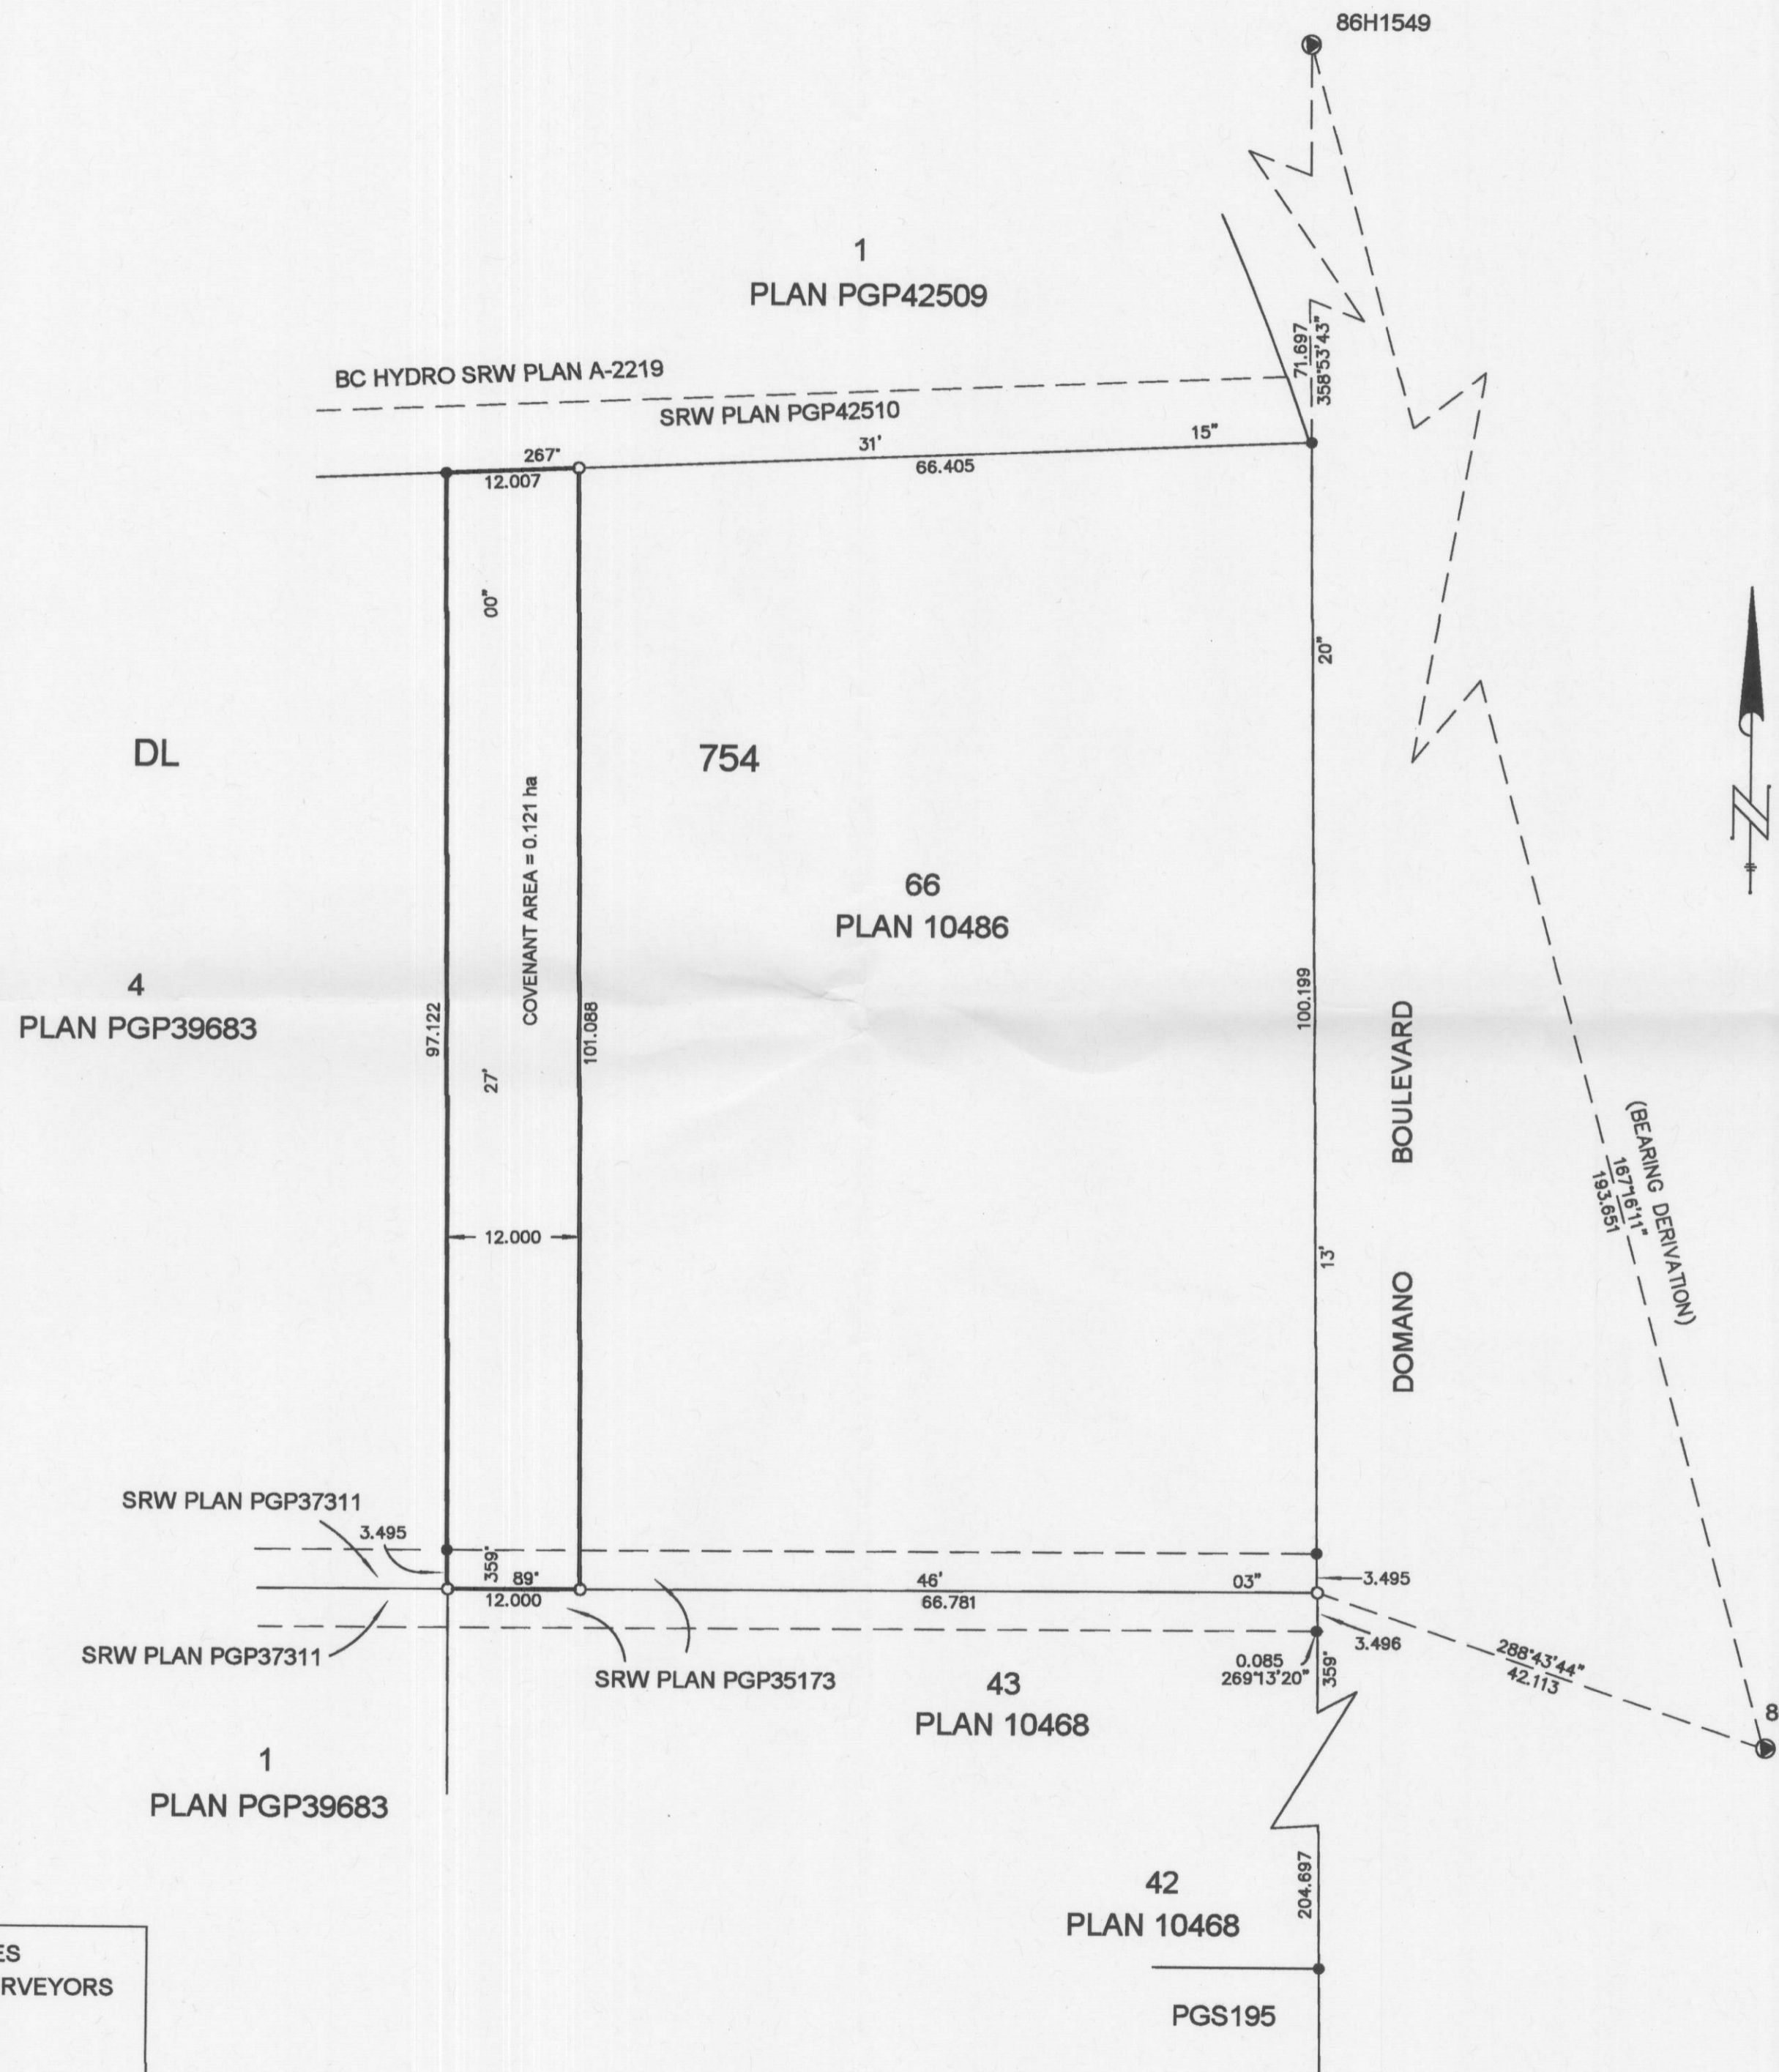 86H1549
1
PLAN PGP42509
71.697
358°53'43"
BC HYDRO SRW PLAN A-2219
SRW PLAN PGP42510
267°
31'
15"
12.007
66.405
00"
20"
DL
754
COVENANT AREA = 0.121 ha
66
PLAN 10486
4
PLAN PGP39683
97.122
101.088
100.199
BOULEVARD
27'
(BEARING DERIVATION)
167°16'11"
193.651
12.000
13'
DOMANO
SRW PLAN PGP37311
3.495
359°
89°
46'
03"
3.495
12.000
66.781
SRW PLAN PGP37311
SRW PLAN PGP35173
3.496
0.085
269°13'20"
359°
288°43'44"
42.113
43
PLAN 10468
8
1
PLAN PGP39683
42
PLAN 10468
204.697
ES
RVEYORS
PGS195